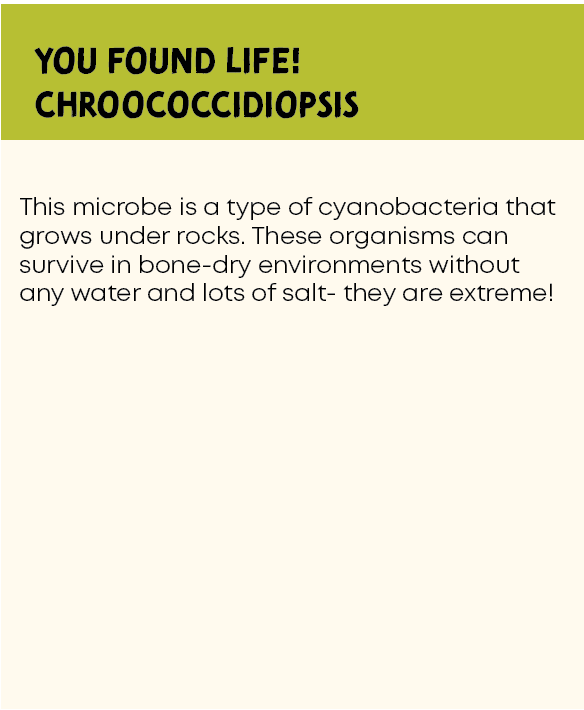 YOU FOUND LIFE!
CHROOCOCCIDIOPSIS
This microbe is a type of cyanobacteria that
grows under rocks. These organisms can
survive in bone-dry environments without
any water and lots of salt- they are extreme!